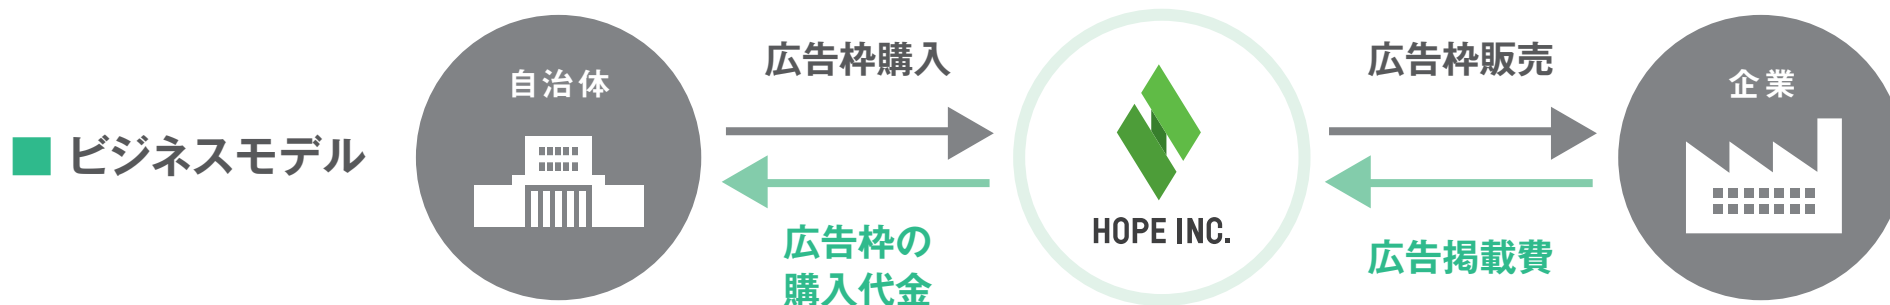 ビジネスモデル
自治体
広告枠購入
広告枠の
購入代金
HOPE INC.
広告枠販売
広告掲載費
企業